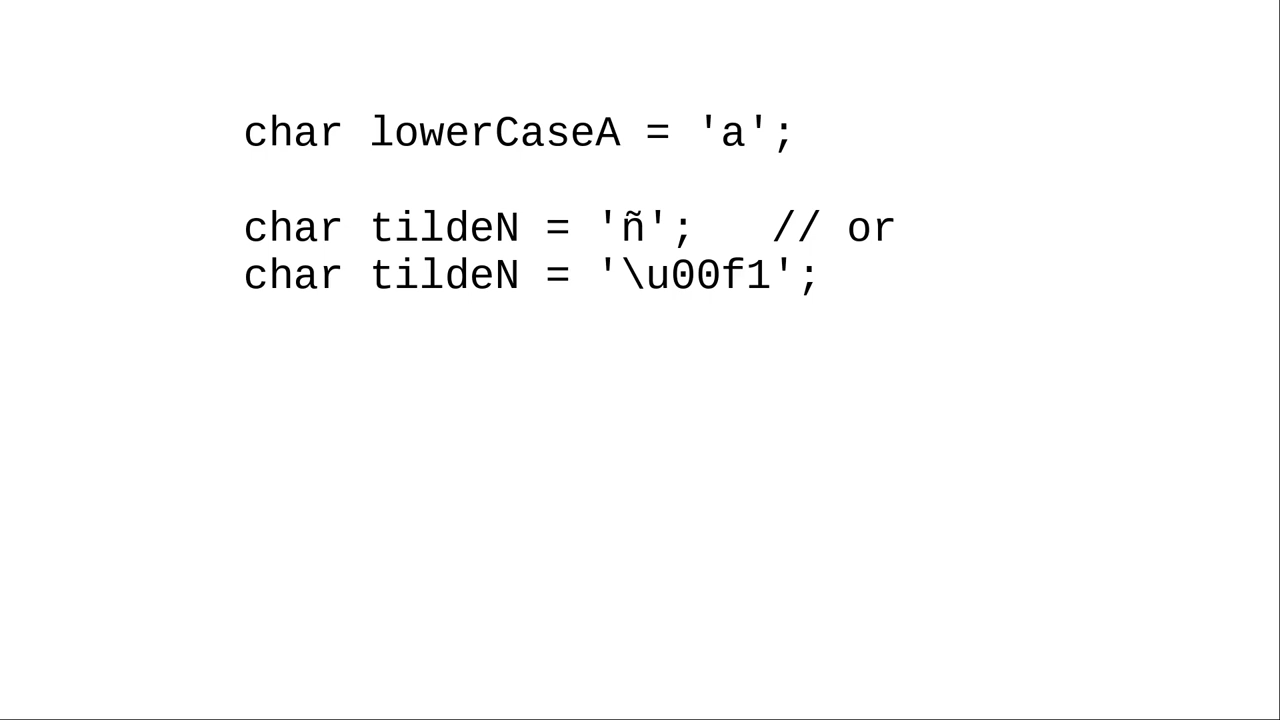 char lowerCaseA = 'a';
char tildeN = 'ñ';   // or
char tildeN = '\u00f1';